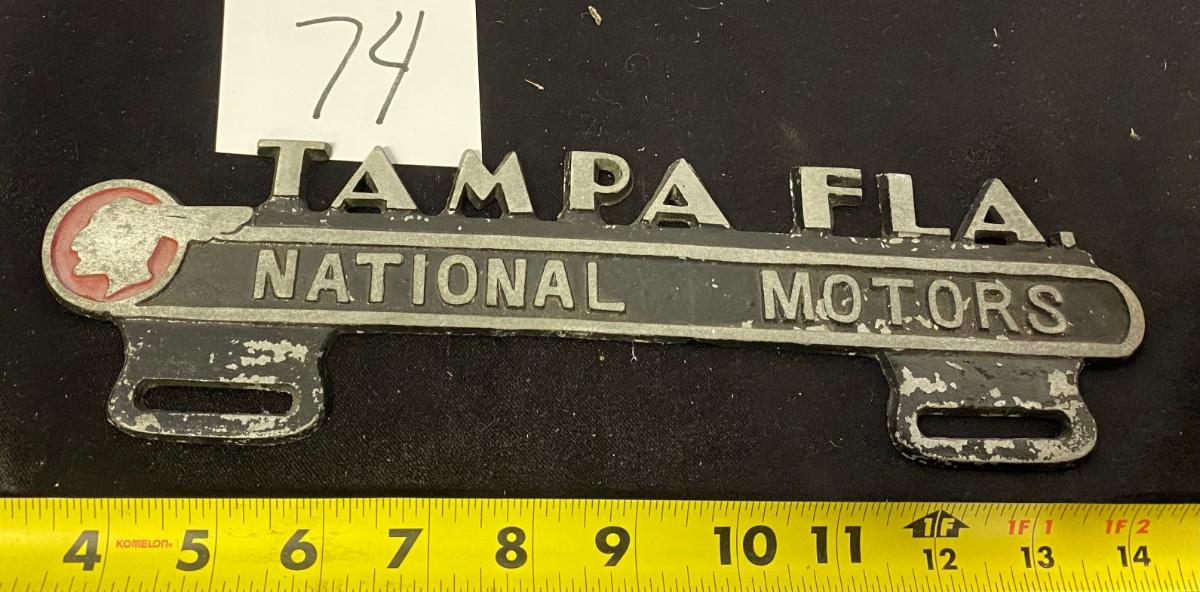 74
TAMPA FLA.
NATIONAL MOTORS
4 KOMELON® 5 6 7 8 9 10 11 1F 12 1F 1 13 1F 2 14